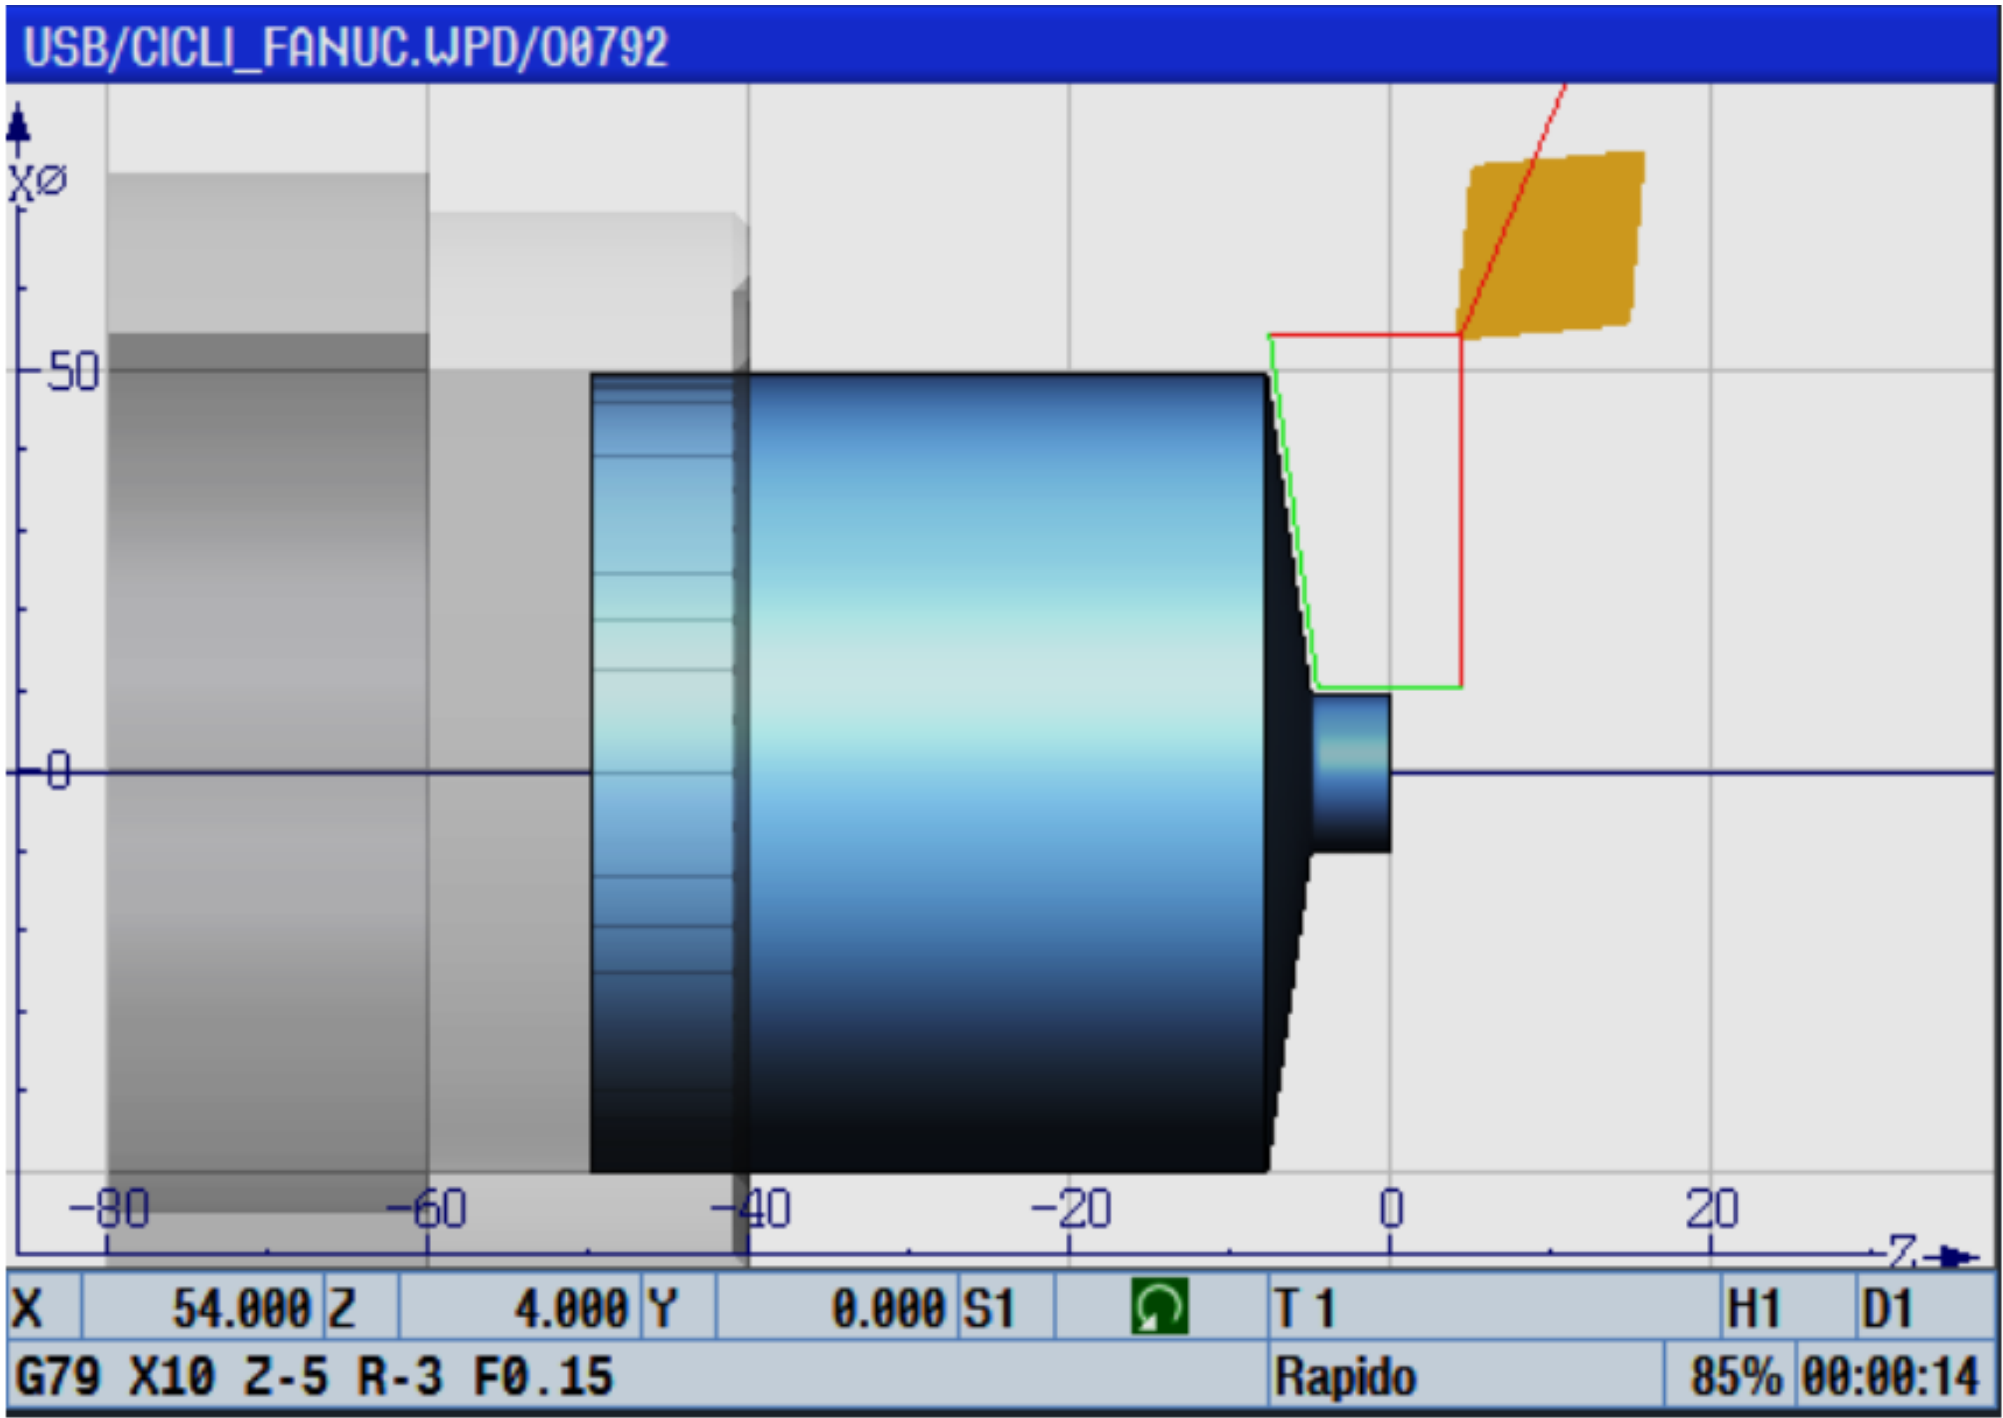 USB/CICLI_FANUC.WPD/O0792
XØ
50
0
-80 -60 -40 -20 0 20
Z
X 54.000 Z 4.000 Y 0.000 S1 T 1 H1 D1
G79 X10 Z-5 R-3 F0.15 Rapido 85% 00:00:14